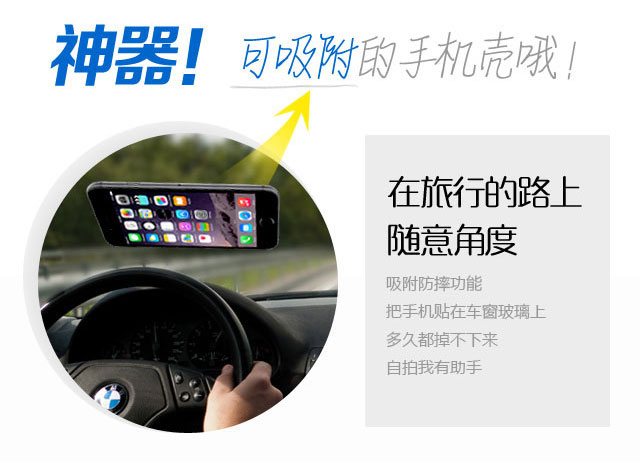 神器！ 可吸附的手机壳哦！
在旅行的路上
随意角度
吸附防摔功能
把手机贴在车窗玻璃上
多久都掉不下来
自拍我有助手